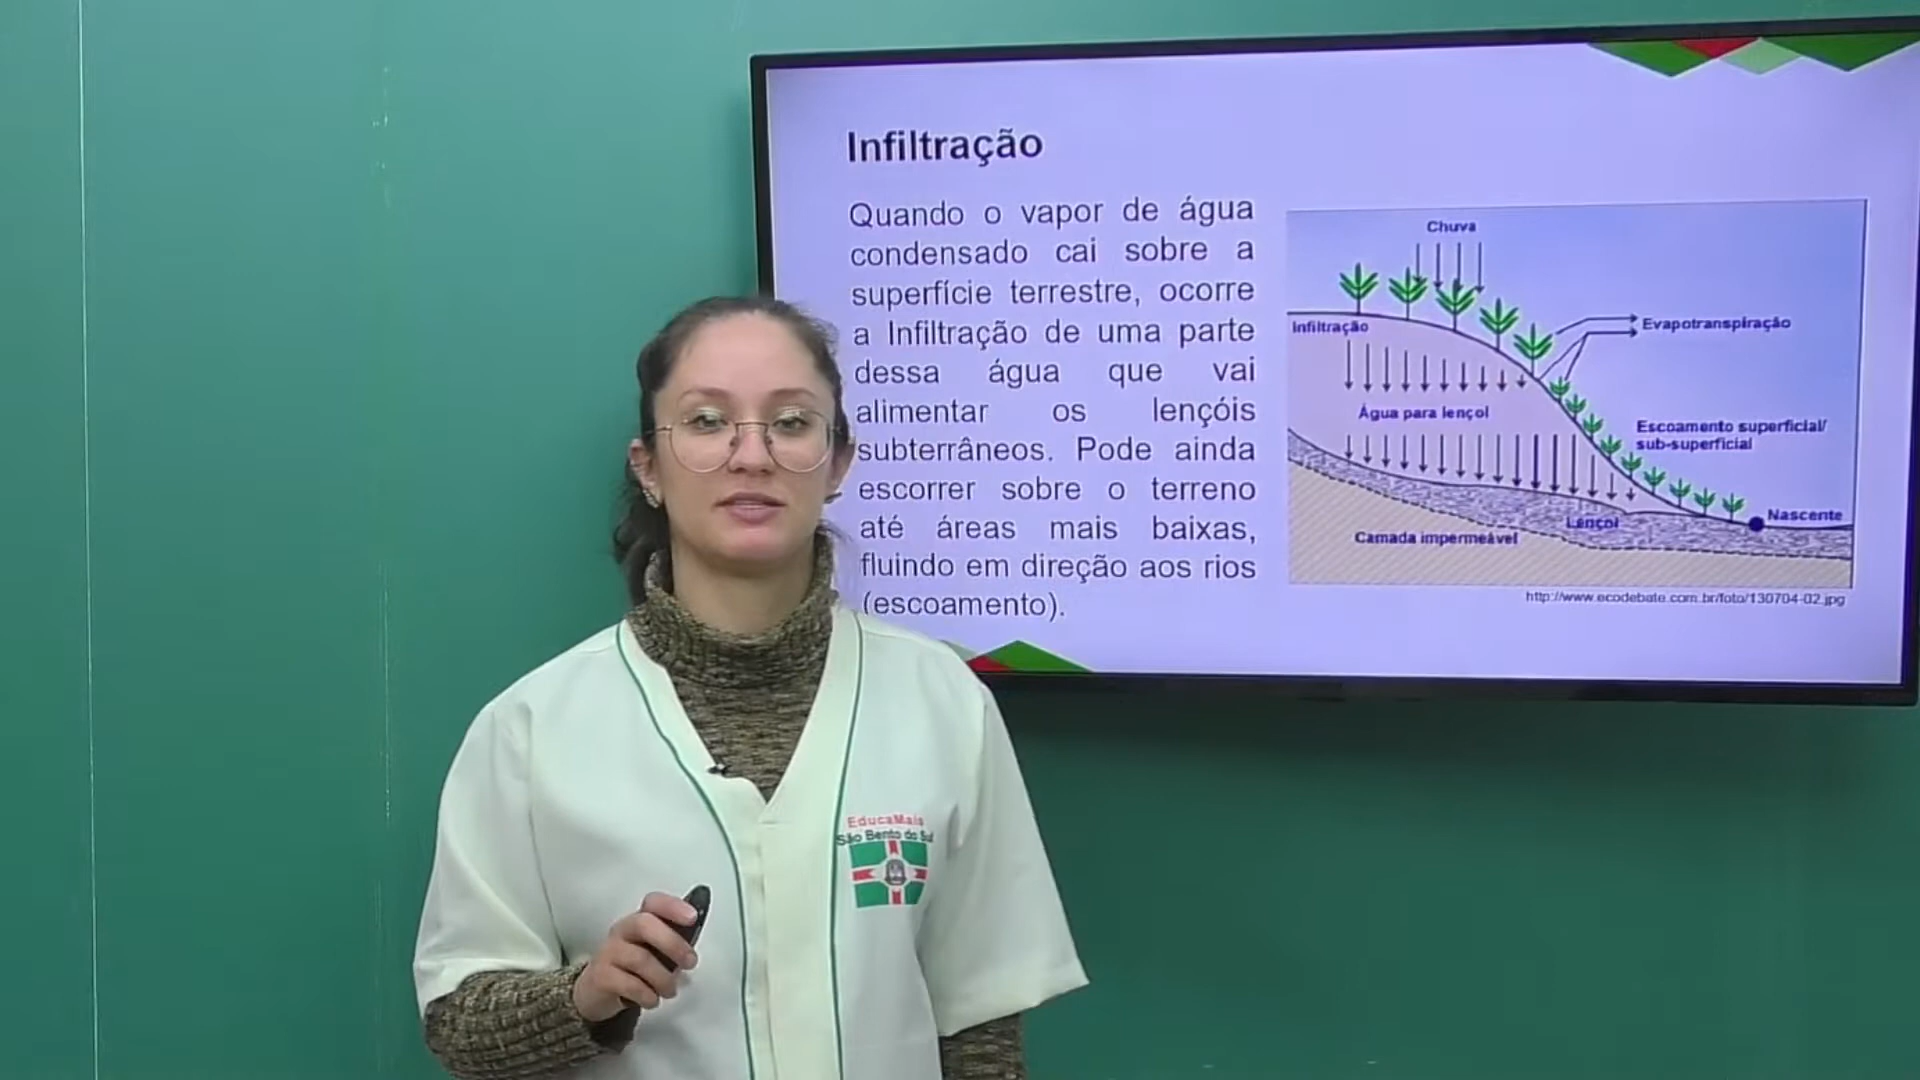 Infiltração
Quando o vapor de água
condensado cai sobre a
superfície terrestre, ocorre
a Infiltração de uma parte
dessa água que vai
alimentar os lençóis
subterrâneos. Pode ainda
escorrer sobre o terreno
até áreas mais baixas,
fluindo em direção aos rios
(escoamento).
Chuva
Infiltração
Evapotranspiração
Água para lençol
Escoamento superficial/
sub-superficial
Nascente
Lençol
Camada impermeável
http://www.ecodebate.com.br/foto/130704-02.jpg
EducaMais
São Bento do Sul